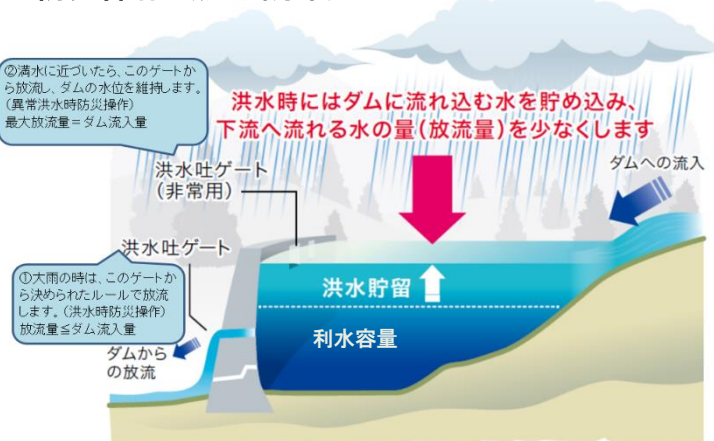 ②満水に近づいたら、このゲートか
ら放流し、ダムの水位を維持します。
(異常洪水時防災操作)
最大放流量＝ダム流入量
洪水時にはダムに流れ込む水を貯め込み、
下流へ流れる水の量(放流量)を少なくします
ダムへの流入
洪水吐ゲート
(非常用)
洪水吐ゲート
①大雨の時は、このゲートか
ら決められたルールで放流
します。(洪水時防災操作)
放流量≦ダム流入量
洪水貯留
利水容量
ダムから
の放流